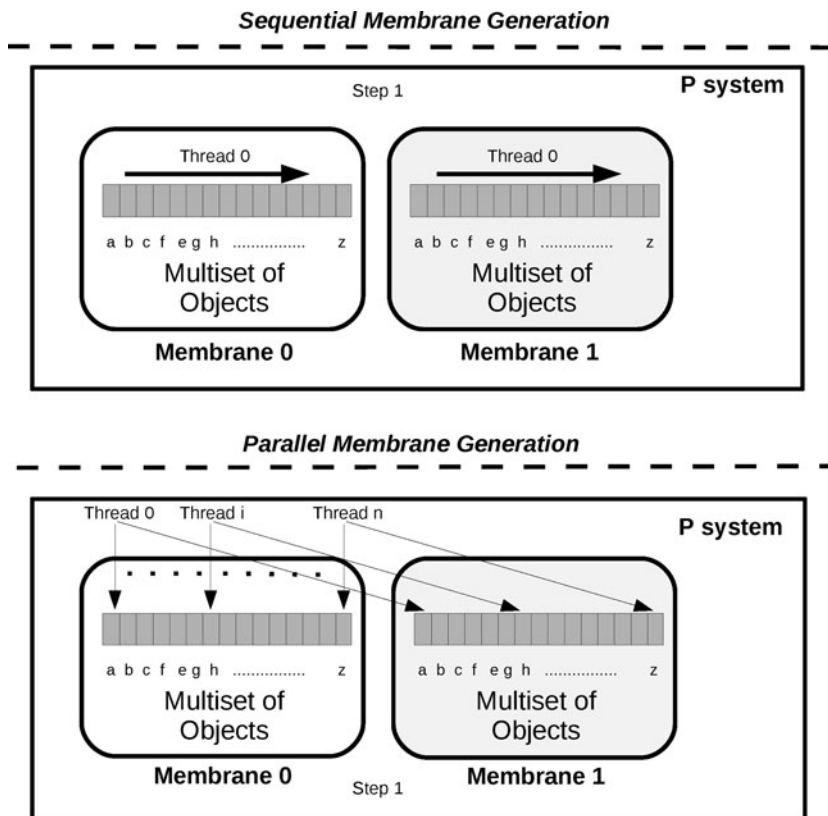 Sequential Membrane Generation
P system
Step 1
Thread 0
Thread 0
a b c f e g h ................ z
a b c f e g h ................ z
Multiset of
Objects
Multiset of
Objects
Membrane 0
Membrane 1
Parallel Membrane Generation
Thread 0 Thread i Thread n
P system
a b c f e g h ................ z
a b c f e g h ................ z
Multiset of
Objects
Multiset of
Objects
Membrane 0
Membrane 1
Step 1